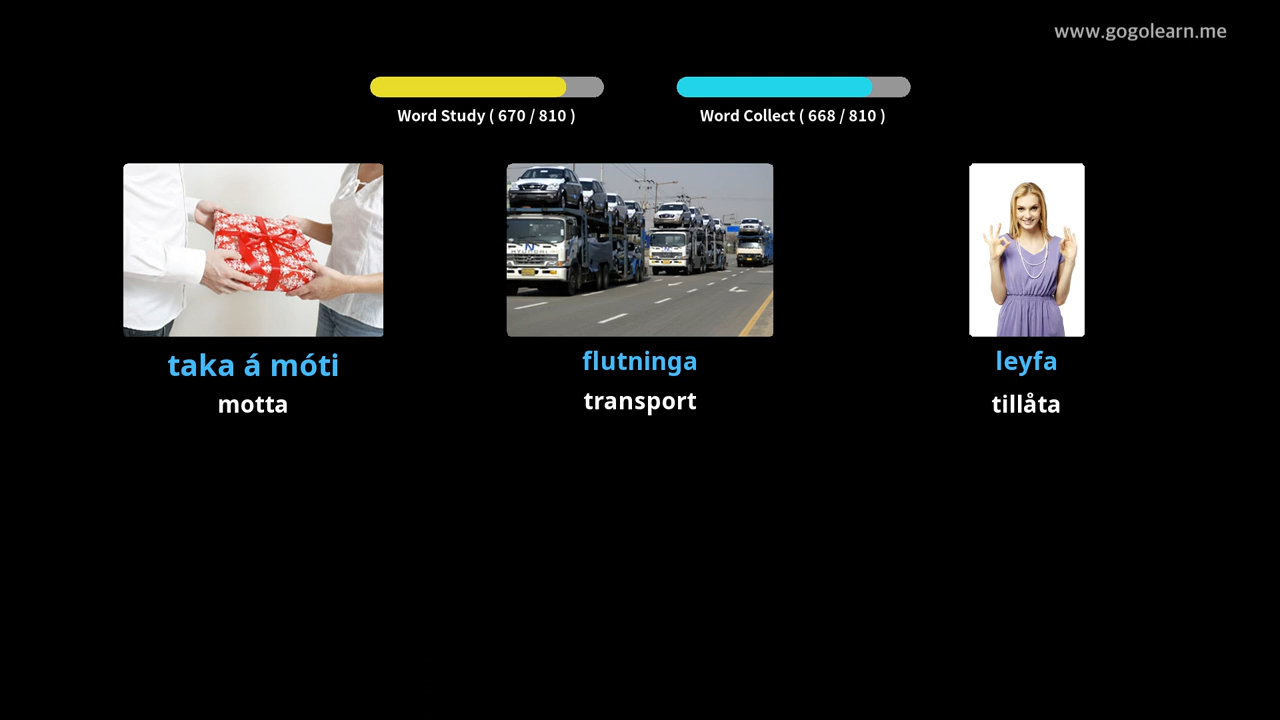 www.gogolearn.me
Word Study ( 670 / 810 )
Word Collect ( 668 / 810 )
taka á móti
motta
flutninga
transport
leyfa
tillåta